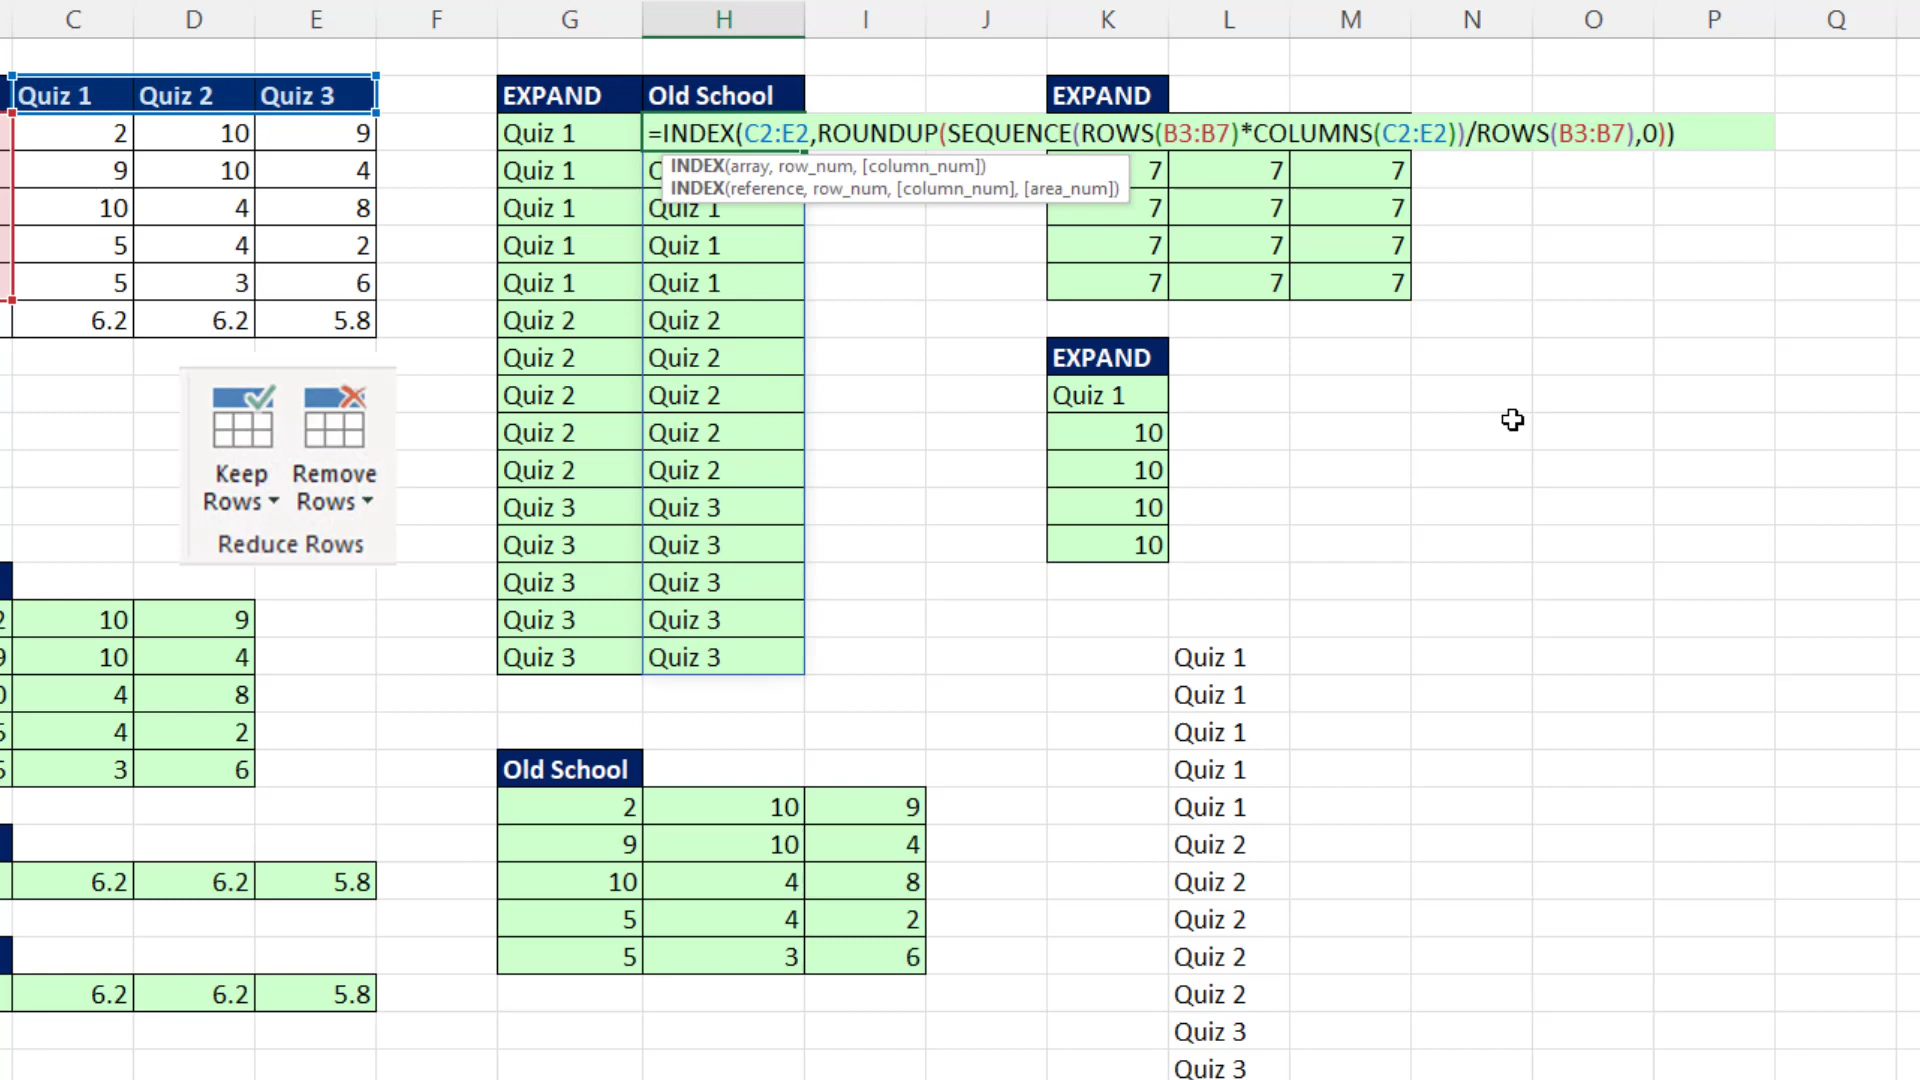 C D E F G H I J K L M N O P Q
Quiz 1 Quiz 2 Quiz 3 EXPAND Old School EXPAND
2 10 9 Quiz 1 =INDEX(C2:E2,ROUNDUP(SEQUENCE(ROWS(B3:B7)*COLUMNS(C2:E2))/ROWS(B3:B7),0))
INDEX(array, row_num, [column_num])
9 10 4 Quiz 1 7 7 7
INDEX(reference, row_num, [column_num], [area_num])
10 4 8 Quiz 1 Quiz 1 7 7 7
5 4 2 Quiz 1 Quiz 1 7 7 7
5 3 6 Quiz 1 Quiz 1 7 7 7
6.2 6.2 5.8 Quiz 2 Quiz 2
Quiz 2 Quiz 2 EXPAND
Quiz 2 Quiz 2 Quiz 1
Quiz 2 Quiz 2 10
Quiz 2 Quiz 2 10
Keep Remove
Rows Rows
Quiz 3 Quiz 3 10
Reduce Rows
Quiz 3 Quiz 3 10
Quiz 3 Quiz 3
10 9 Quiz 3 Quiz 3
10 4 Quiz 3 Quiz 3 Quiz 1
4 8 Quiz 1
4 2 Quiz 1
3 6 Old School Quiz 1
2 10 9 Quiz 1
9 10 4 Quiz 2
6.2 6.2 5.8 10 4 8 Quiz 2
5 4 2 Quiz 2
5 3 6 Quiz 2
6.2 6.2 5.8 Quiz 2
Quiz 3
Quiz 3